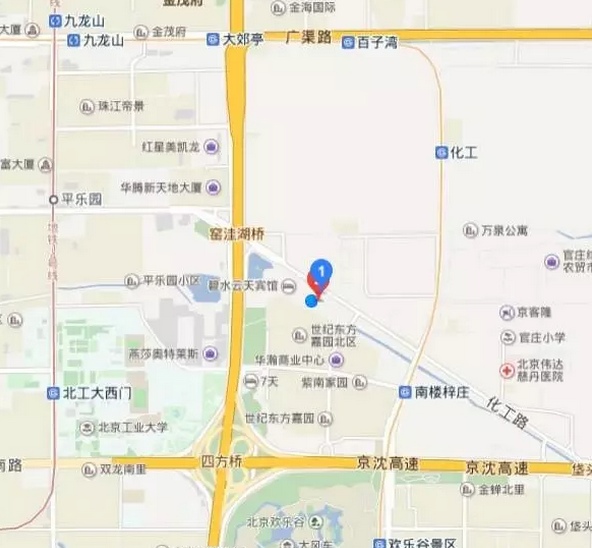 金茂府
金海国际
九龙山
九龙山
金茂府
大厦
大郊亭
广渠路
百子湾
珠江帝景
红星美凯龙
化工
富大厦
华腾新天地大厦
平乐园
窑洼湖桥
万泉公寓
官庄红
农贸市
1
平乐园小区
碧水云天宾馆
京客隆
世纪东方
嘉园北区
官庄小学
燕莎奥特莱斯
华瀚商业中心
北京伟达
慈丹医院
7天
紫南家园
北工大西门
南楼梓庄
化工路
世纪东方嘉园
北京工业大学
南路
双龙南里
四方桥
京沈高速
京沈高速
垡头
金蝉北里
北京欢乐谷
垡头
大风车
欢乐谷景区